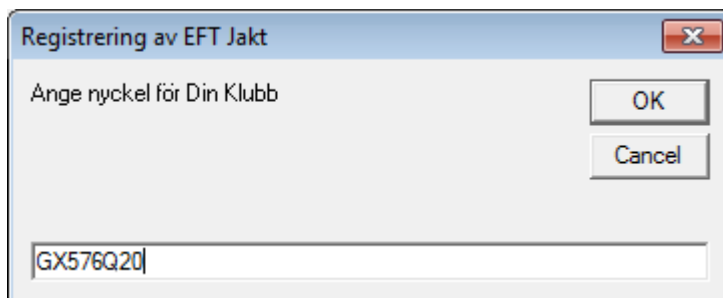 Registrering av EFT Jakt
Ange nyckel för Din Klubb
OK
Cancel
GX576Q20